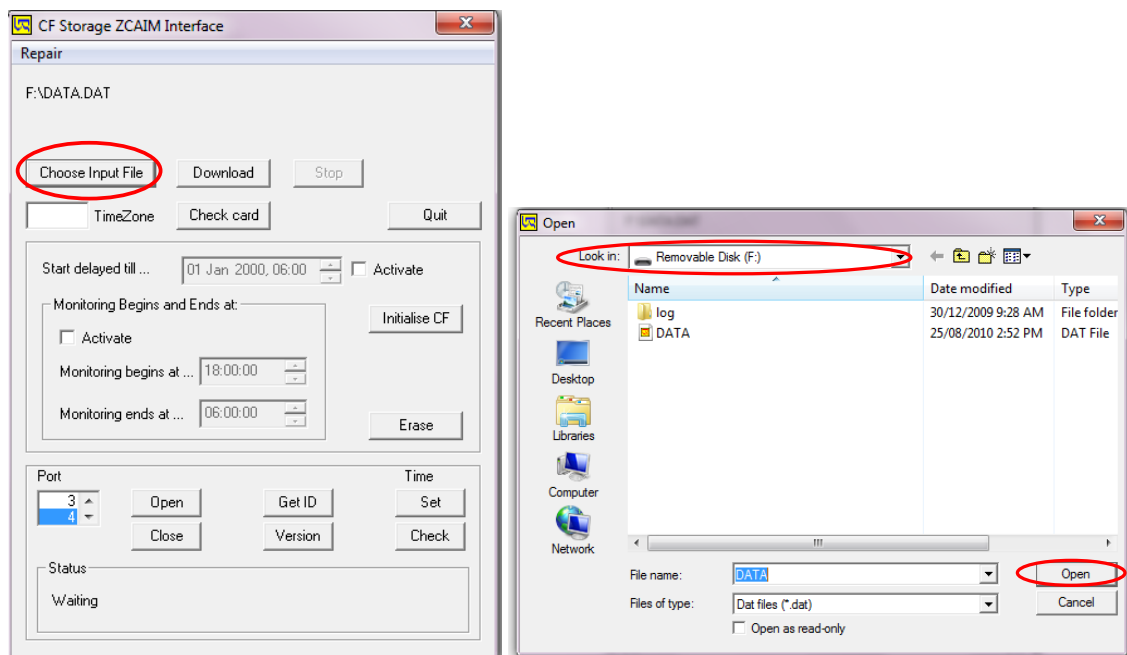 CF Storage ZCAIM Interface
Repair
F:\DATA.DAT
Choose Input File Download Stop
TimeZone Check card Quit
Start delayed till ... 01 Jan 2000, 06:00 Activate
Monitoring Begins and Ends at:
Initialise CF
Activate
Monitoring begins at ... 18:00:00
Monitoring ends at ... 06:00:00
Erase
Port Time
3 Open Get ID Set
4
Close Version Check
Status
Waiting
Open
Look in: Removable Disk (F:)
Name Date modified Type
log 30/12/2009 9:28 AM File folder
DATA 25/08/2010 2:52 PM DAT File
Recent Places
Desktop
Libraries
Computer
Network
File name: DATA Open
Files of type: Dat files (*.dat) Cancel
Open as read-only